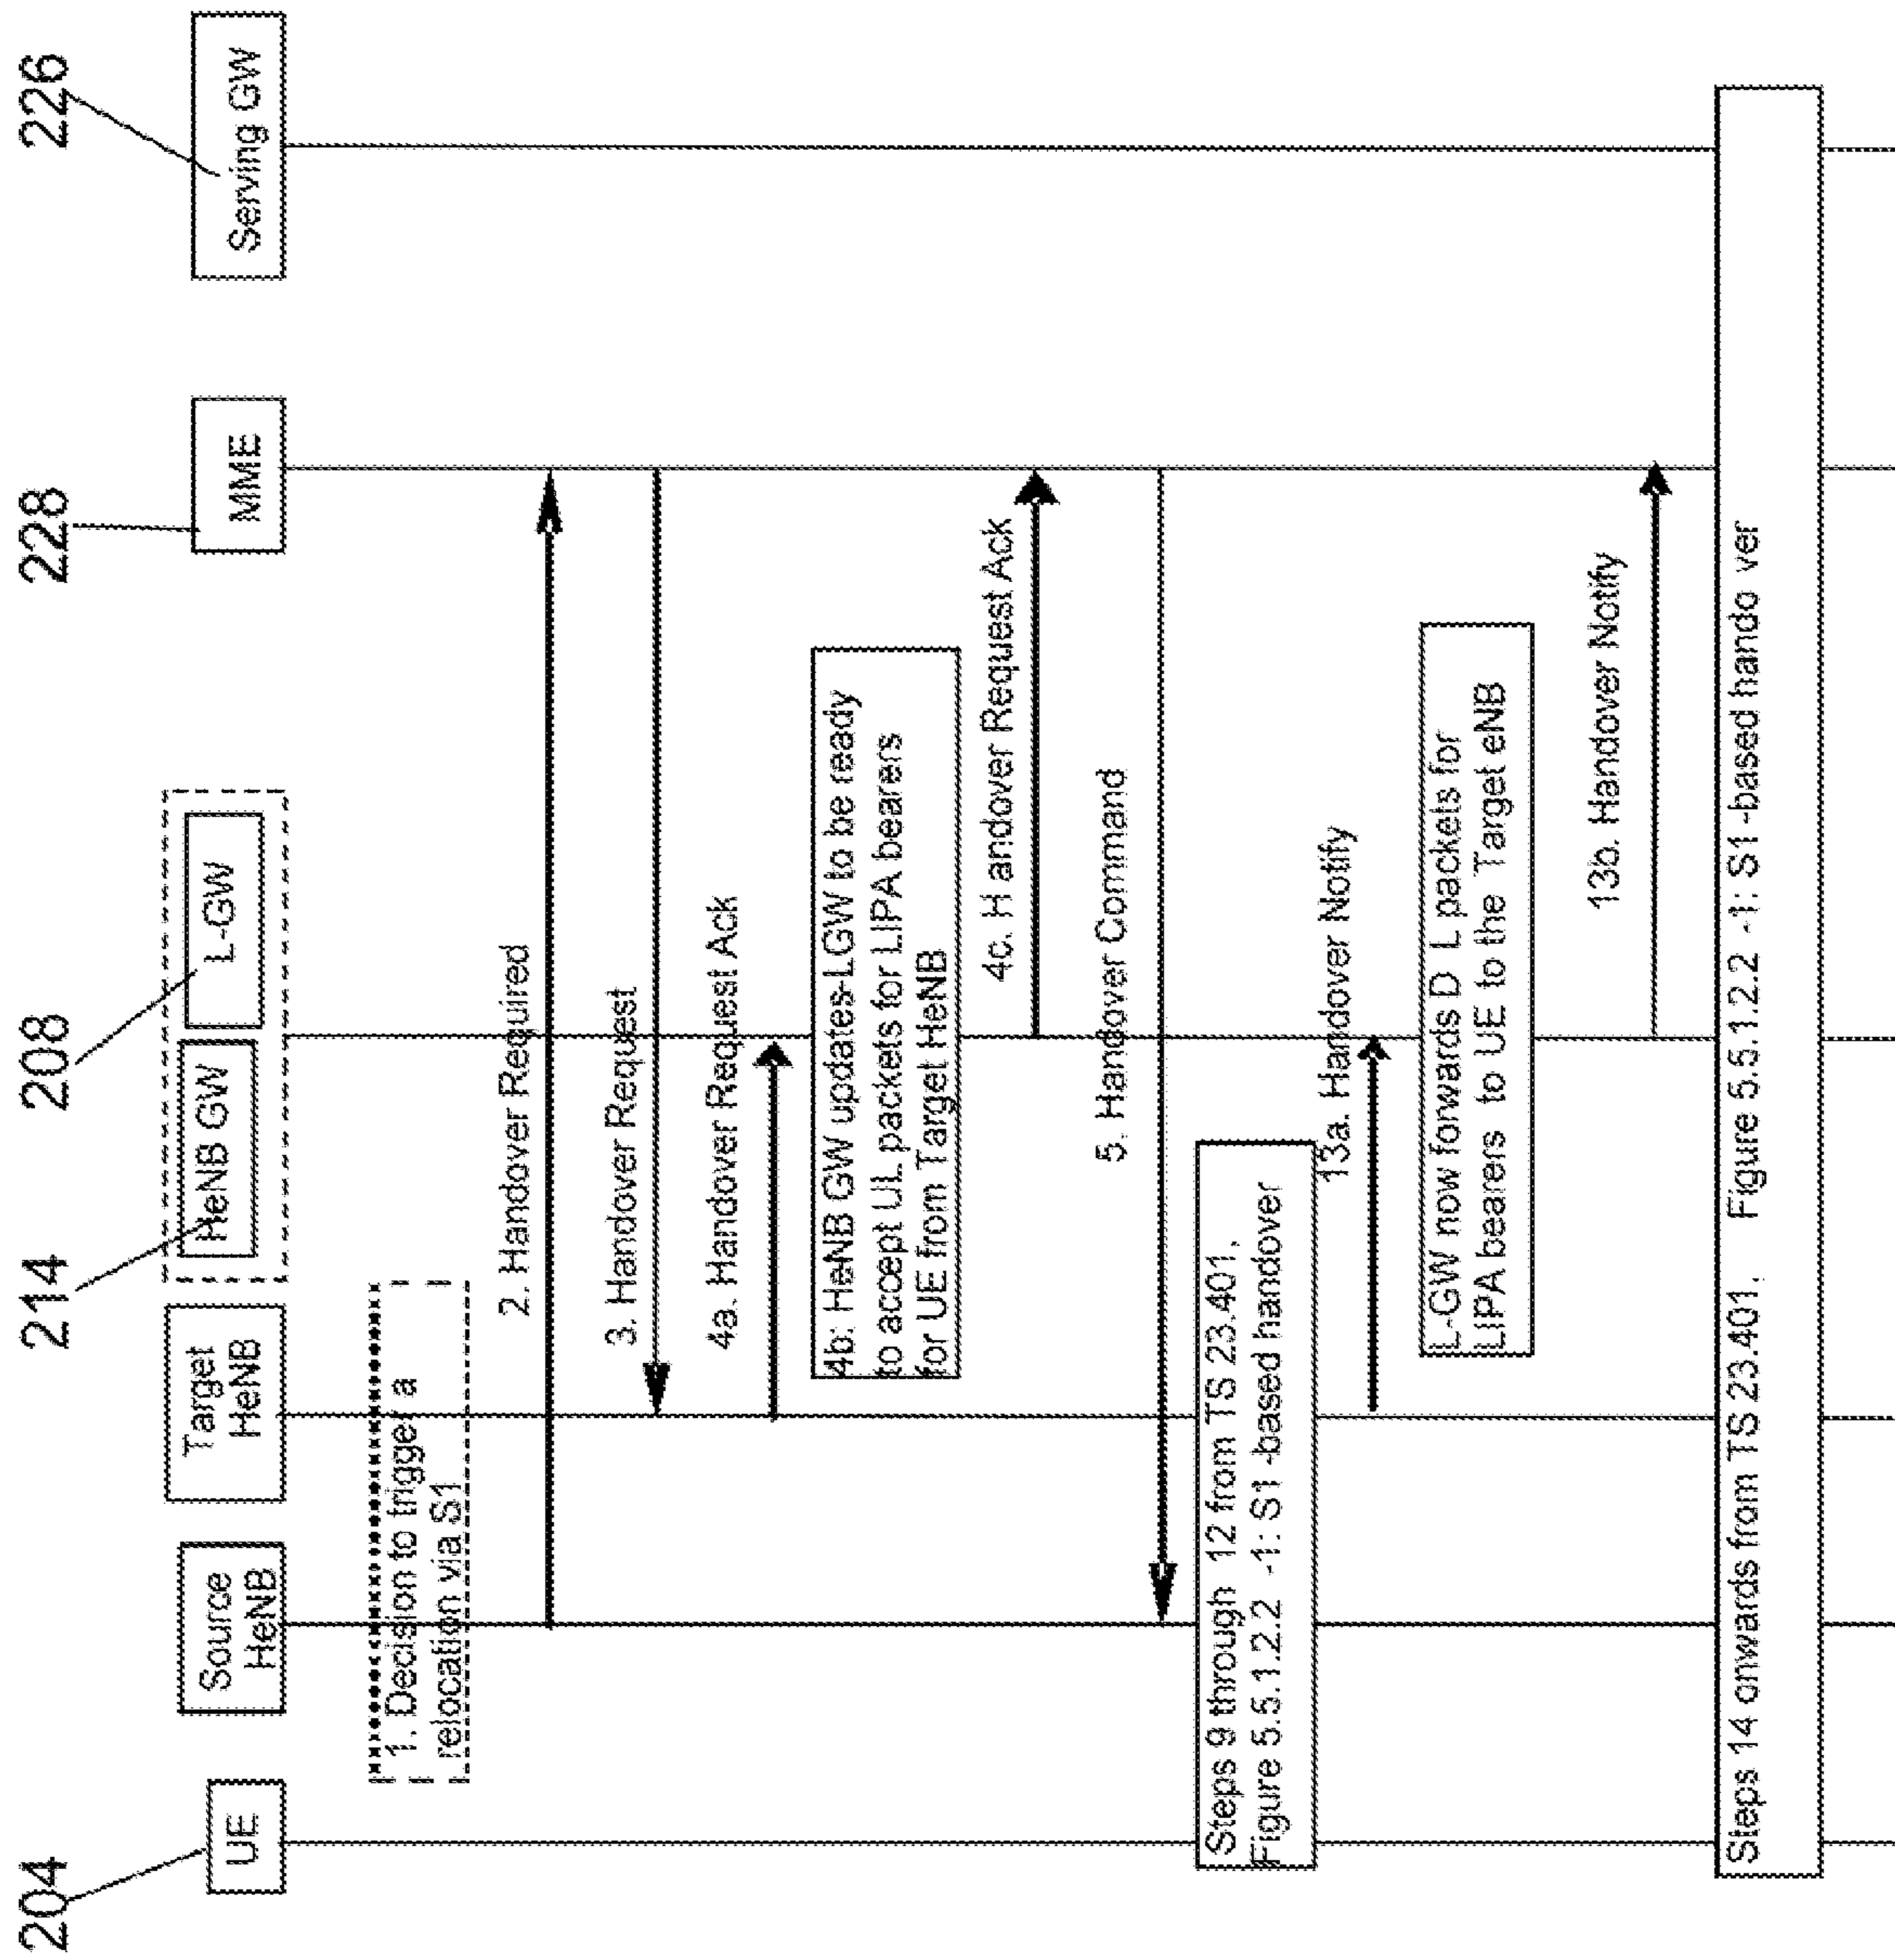 204
214
208
228
226
UE
Source
HeNB
Target
HeNB
HeNB GW
L-GW
MME
Serving GW
1. Decision to trigger a
relocation via S1
2. Handover Required
3. Handover Request
4a. Handover Request Ack
4b: HeNB GW updates-LGW to be ready
to accept UL packets for LIPA bearers
for UE from Target HeNB
4c. H andover Request Ack
5. Handover Command
Steps 9 through 12 from TS 23.401.
Figure 5.5.1.2.2 -1: S1 -based handover
13a. Handover Notify
L-GW now forwards D L packets for
LIPA bearers to UE to the Target eNB
13b. Handover Notify
Steps 14 onwards from TS 23.401. Figure 5.5.1.2.2 -1: S1 -based hando ver